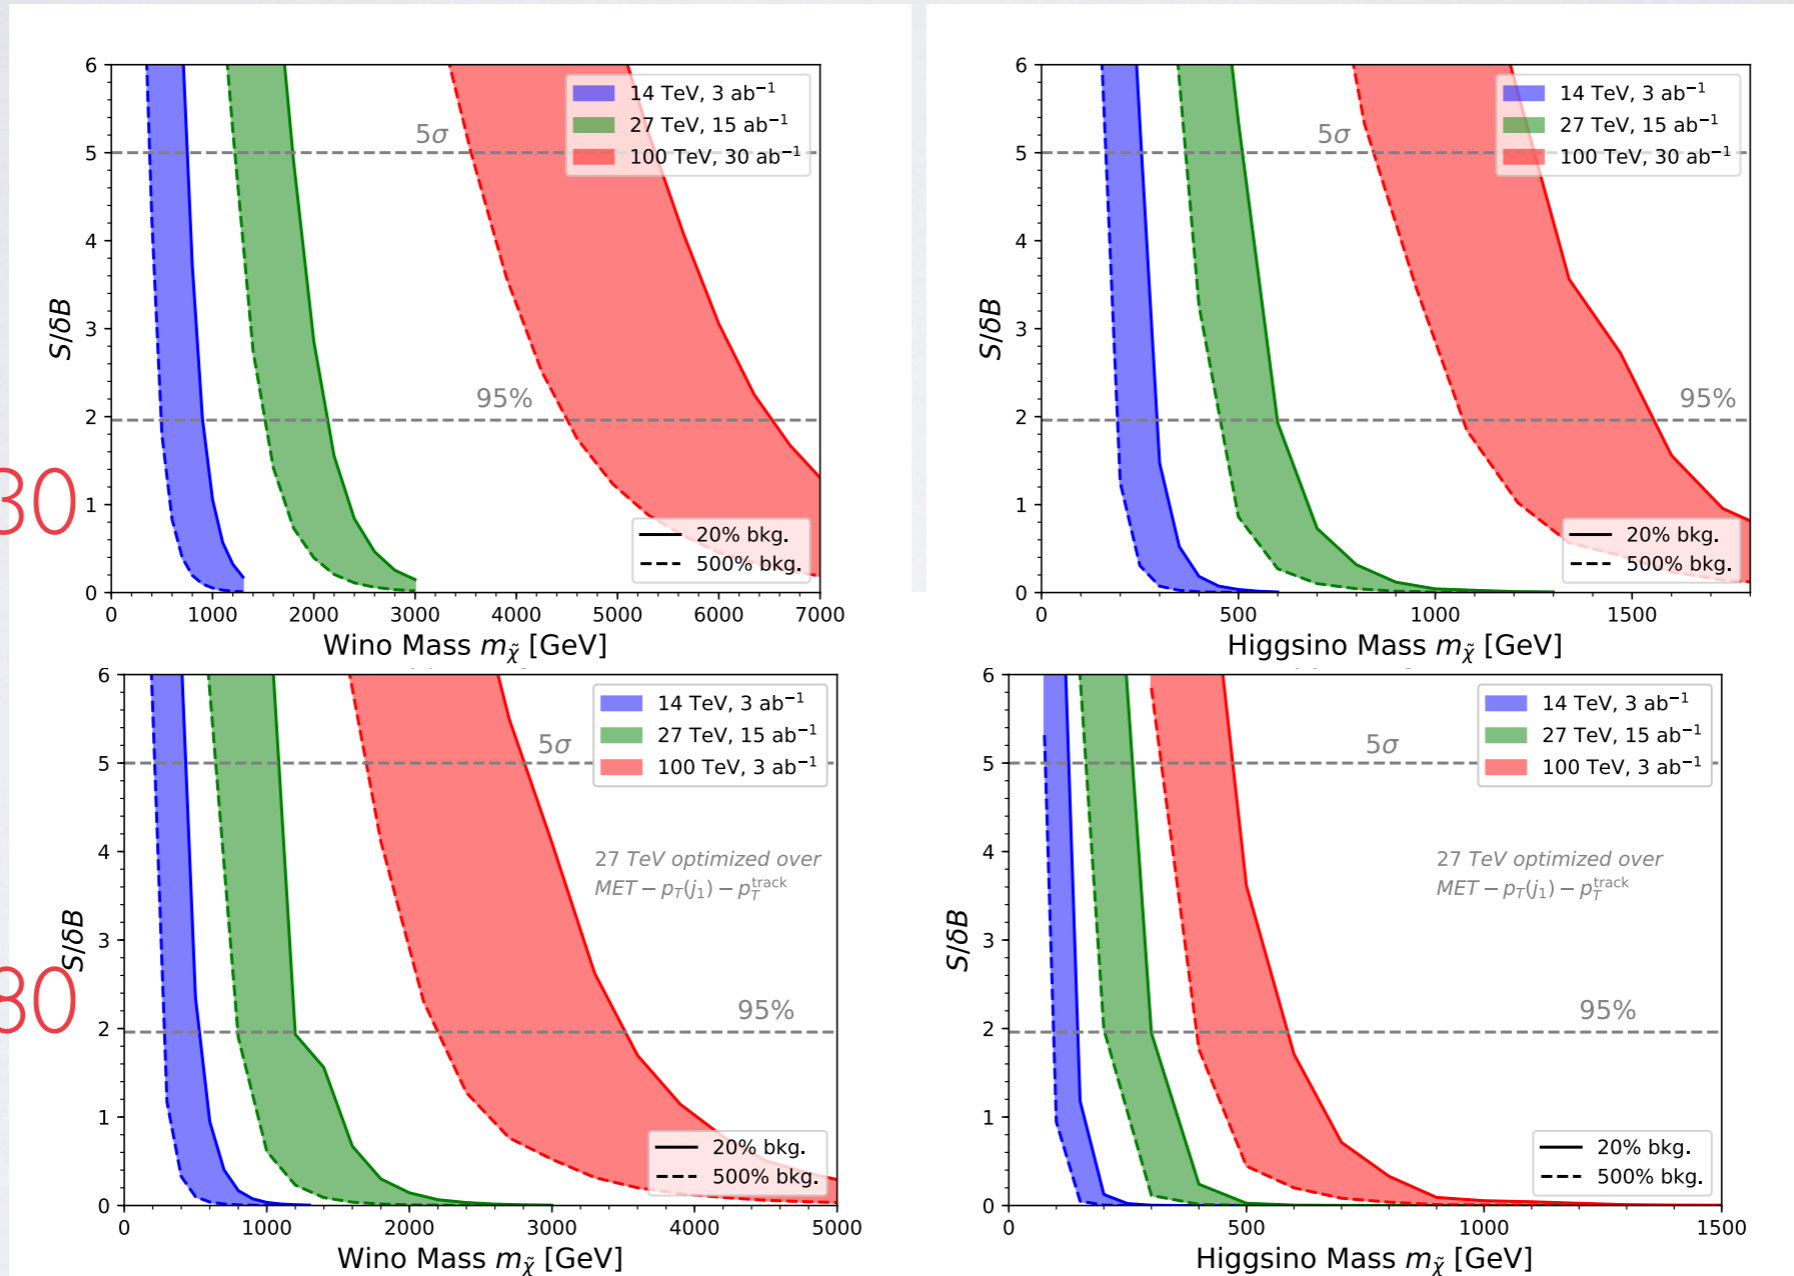 6
5
4
3
2
1
0
S/δB
5σ
95%
14 TeV, 3 ab⁻¹
27 TeV, 15 ab⁻¹
100 TeV, 30 ab⁻¹
20% bkg.
500% bkg.
0 1000 2000 3000 4000 5000 6000 7000
Wino Mass m_χ̃ [GeV]
6
5
4
3
2
1
0
S/δB
5σ
95%
14 TeV, 3 ab⁻¹
27 TeV, 15 ab⁻¹
100 TeV, 30 ab⁻¹
20% bkg.
500% bkg.
0 500 1000 1500
Higgsino Mass m_χ̃ [GeV]
30
6
5
4
3
2
1
0
S/δB
5σ
95%
14 TeV, 3 ab⁻¹
27 TeV, 15 ab⁻¹
100 TeV, 3 ab⁻¹
27 TeV optimized over
MET − p_T(j₁) − p_T^track
20% bkg.
500% bkg.
0 1000 2000 3000 4000 5000
Wino Mass m_χ̃ [GeV]
6
5
4
3
2
1
0
S/δB
5σ
95%
14 TeV, 3 ab⁻¹
27 TeV, 15 ab⁻¹
100 TeV, 3 ab⁻¹
27 TeV optimized over
MET − p_T(j₁) − p_T^track
20% bkg.
500% bkg.
0 500 1000 1500
Higgsino Mass m_χ̃ [GeV]
80